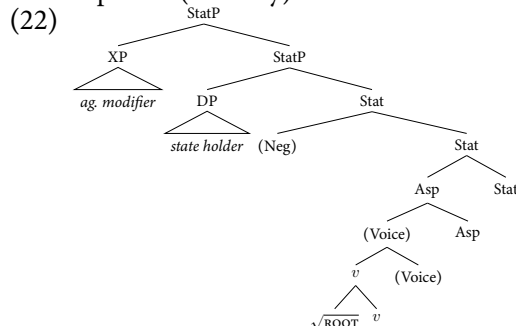 (22)
StatP
XP StatP
ag. modifier DP Stat
state holder (Neg) Stat
Asp Stat
(Voice) Asp
v (Voice)
√ROOT v